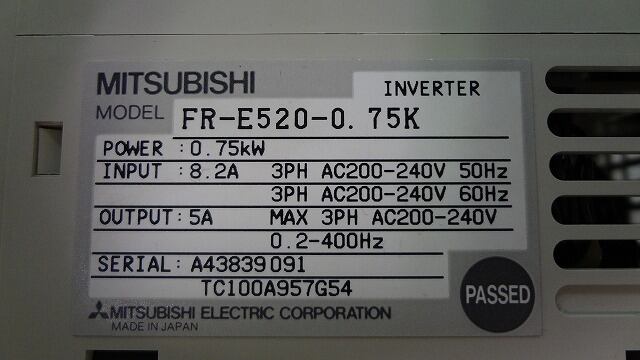 MITSUBISHI INVERTER
MODEL FR-E520-0.75K
POWER : 0.75kW
INPUT : 8.2A 3PH AC200-240V 50Hz
3PH AC200-240V 60Hz
OUTPUT : 5A MAX 3PH AC200-240V
0.2-400Hz
SERIAL : A43839091
TC100A957G54
PASSED
MITSUBISHI ELECTRIC CORPORATION
MADE IN JAPAN